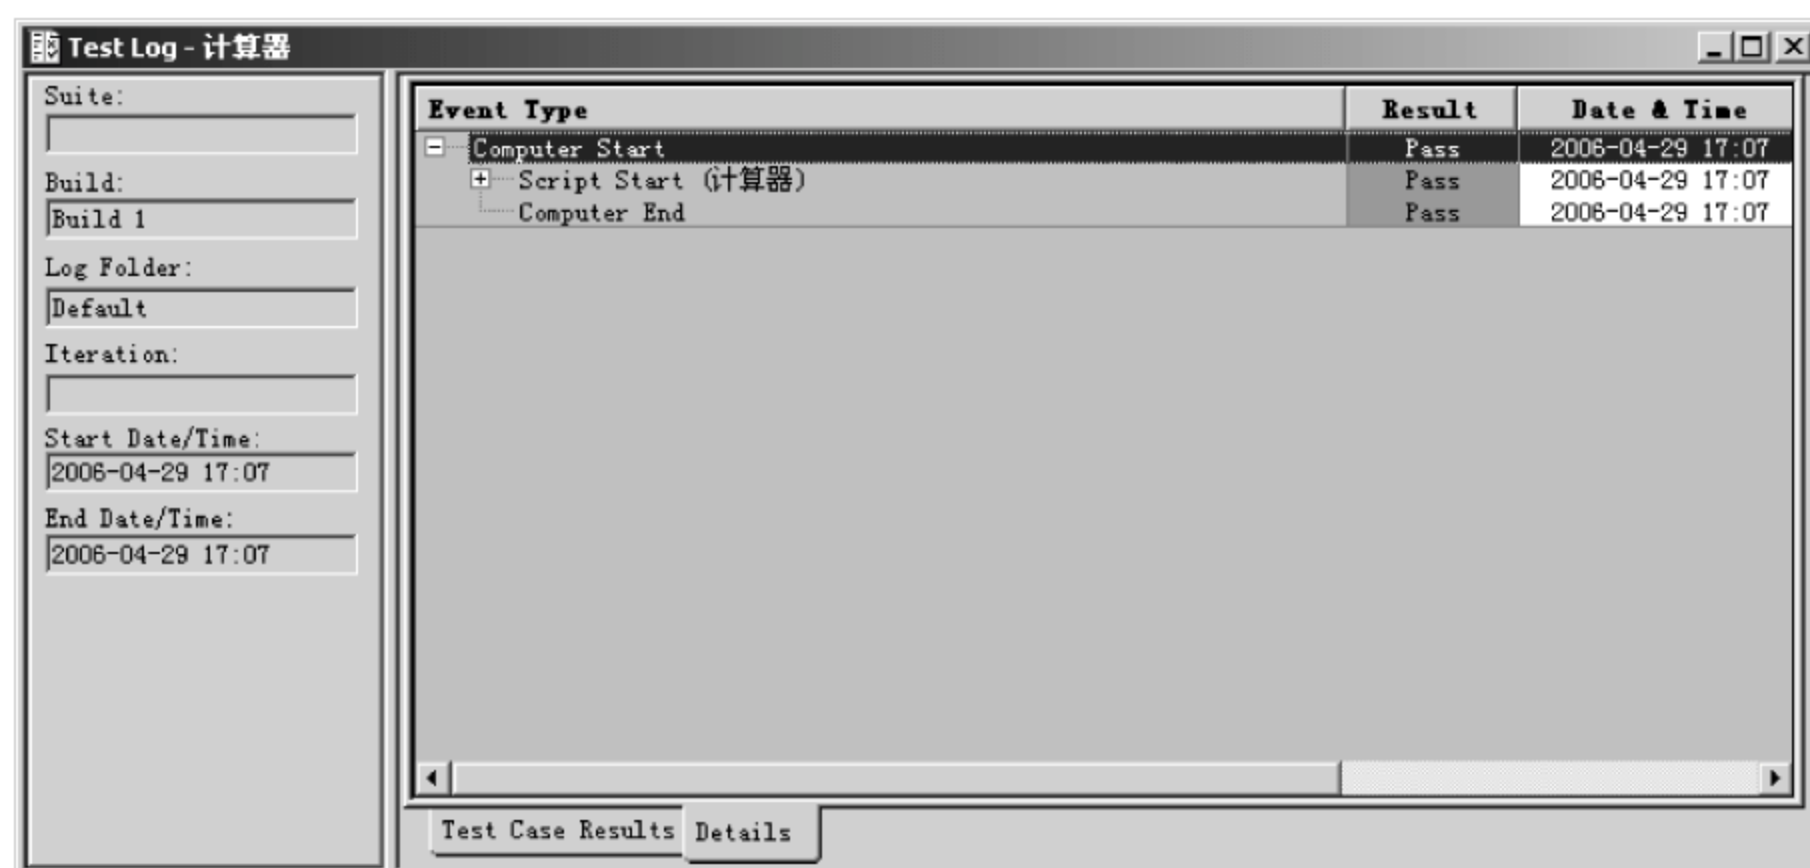 Test Log - 计算器
Suite:
Build:
Build 1
Log Folder:
Default
Iteration:
Start Date/Time:
2006-04-29 17:07
End Date/Time:
2006-04-29 17:07
Event Type Result Date & Time
Computer Start Pass 2006-04-29 17:07
Script Start (计算器) Pass 2006-04-29 17:07
Computer End Pass 2006-04-29 17:07
Test Case Results Details